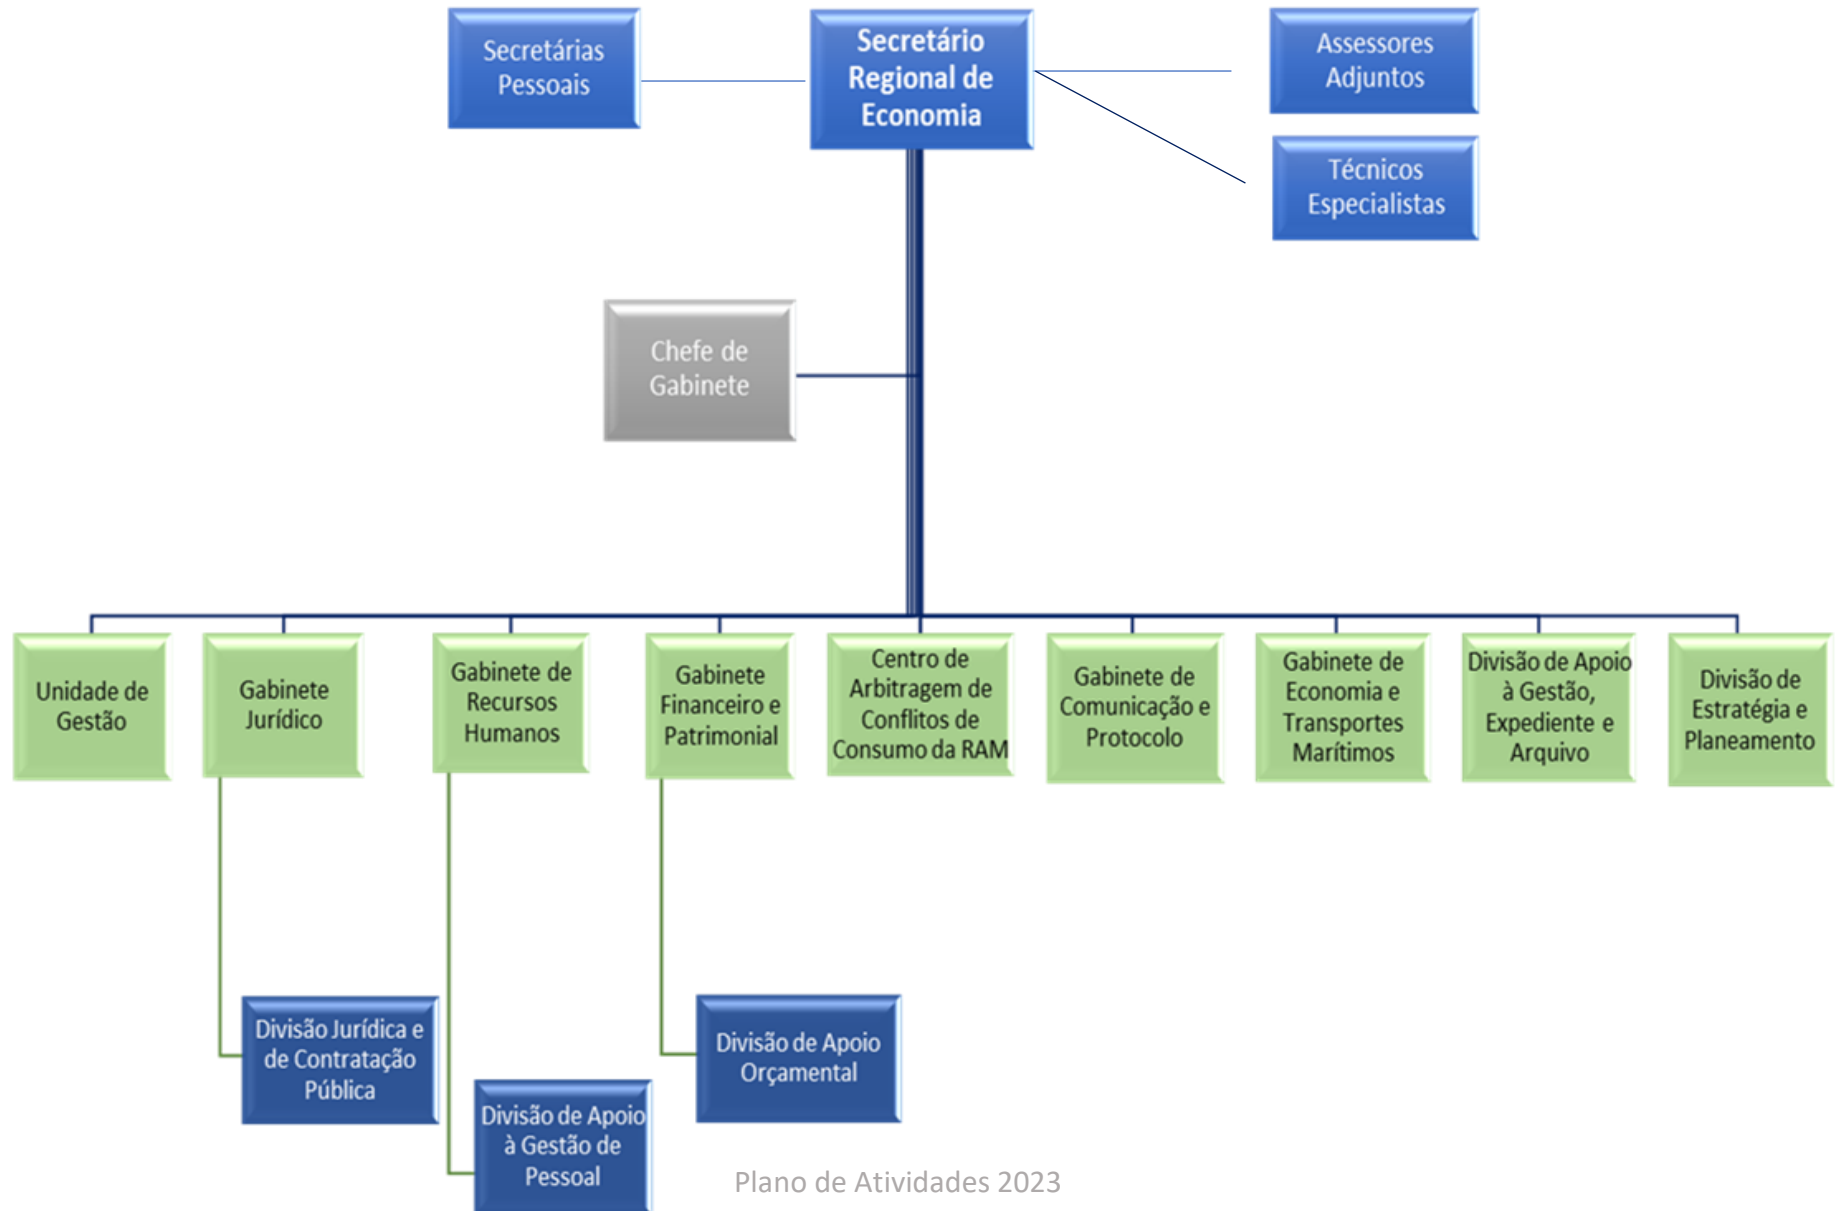 Secretárias
Pessoais
Secretário
Regional de
Economia
Assessores
Adjuntos
Técnicos
Especialistas
Chefe de
Gabinete
Unidade de
Gestão
Gabinete
Jurídico
Gabinete de
Recursos
Humanos
Gabinete
Financeiro e
Patrimonial
Centro de
Arbitragem de
Conflitos de
Consumo da RAM
Gabinete de
Comunicação e
Protocolo
Gabinete de
Economia e
Transportes
Marítimos
Divisão de Apoio
à Gestão,
Expediente e
Arquivo
Divisão de
Estratégia e
Planeamento
Divisão Jurídica e
de Contratação
Pública
Divisão de Apoio
à Gestão de
Pessoal
Divisão de Apoio
Orçamental
Plano de Atividades 2023